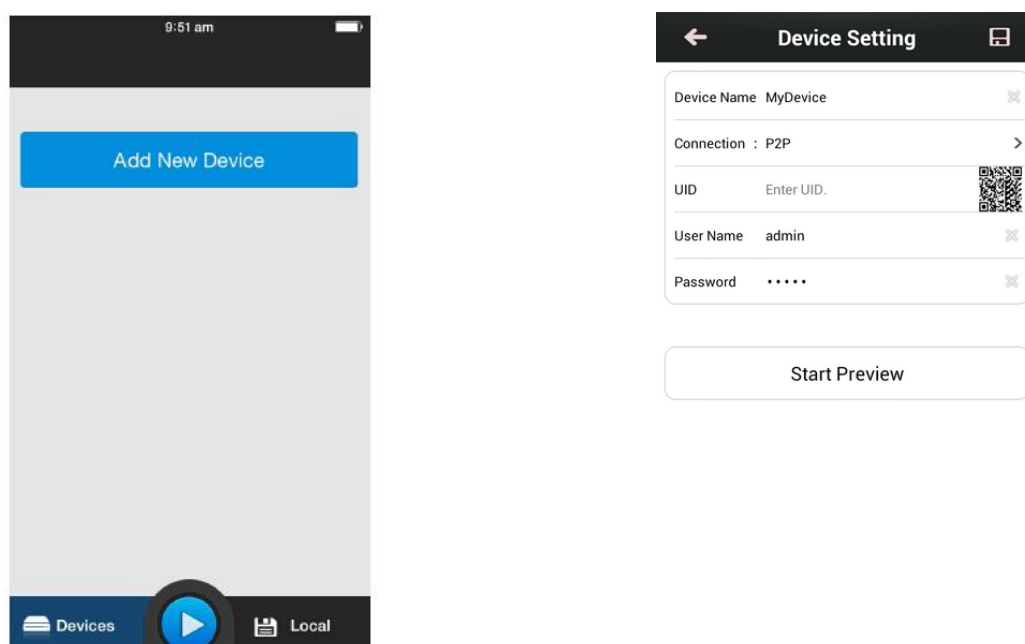 9:51 am
Add New Device
Devices
Local
Device Setting
Device Name MyDevice
Connection : P2P
UID Enter UID.
User Name admin
Password •••••
Start Preview